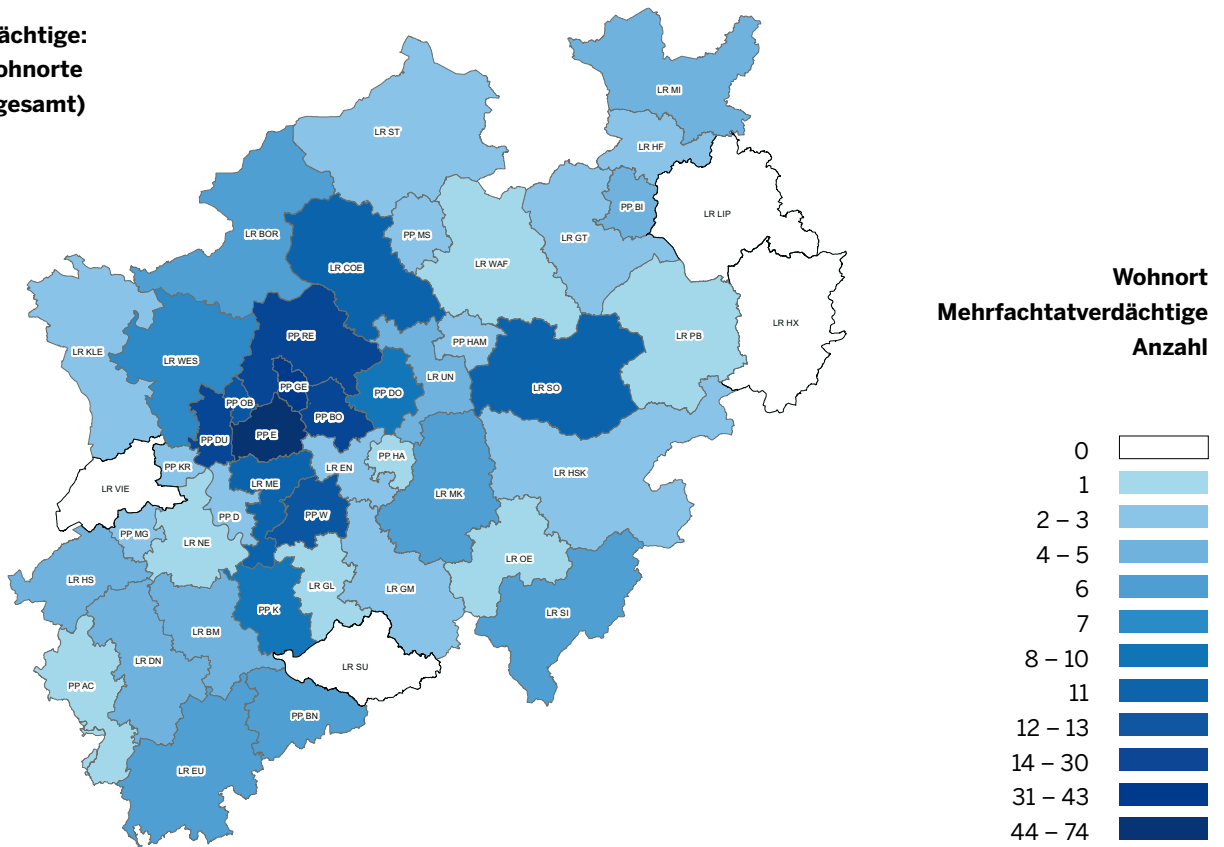 ächtige:
ohnorte
gesamt)
LR MI
LR ST
LR HF
PP BI
LR LIP
LR BOR
PP MS
LR GT
LR COE
LR WAF
LR HX
LR PB
PP RE
PP HAM
LR KLE
LR WES
LR UN
PP GE
LR SO
PP DO
PP OB
PP BO
PP DU
PP E
PP HA
PP KR
LR EN
LR HSK
LR VIE
LR ME
LR MK
PP D
PP W
PP MG
LR NE
LR OE
LR HS
LR GL
LR GM
PP K
LR SI
LR BM
LR DN
LR SU
PP AC
PP BN
LR EU
Wohnort
Mehrfachtatverdächtige
Anzahl
0
1
2 – 3
4 – 5
6
7
8 – 10
11
12 – 13
14 – 30
31 – 43
44 – 74